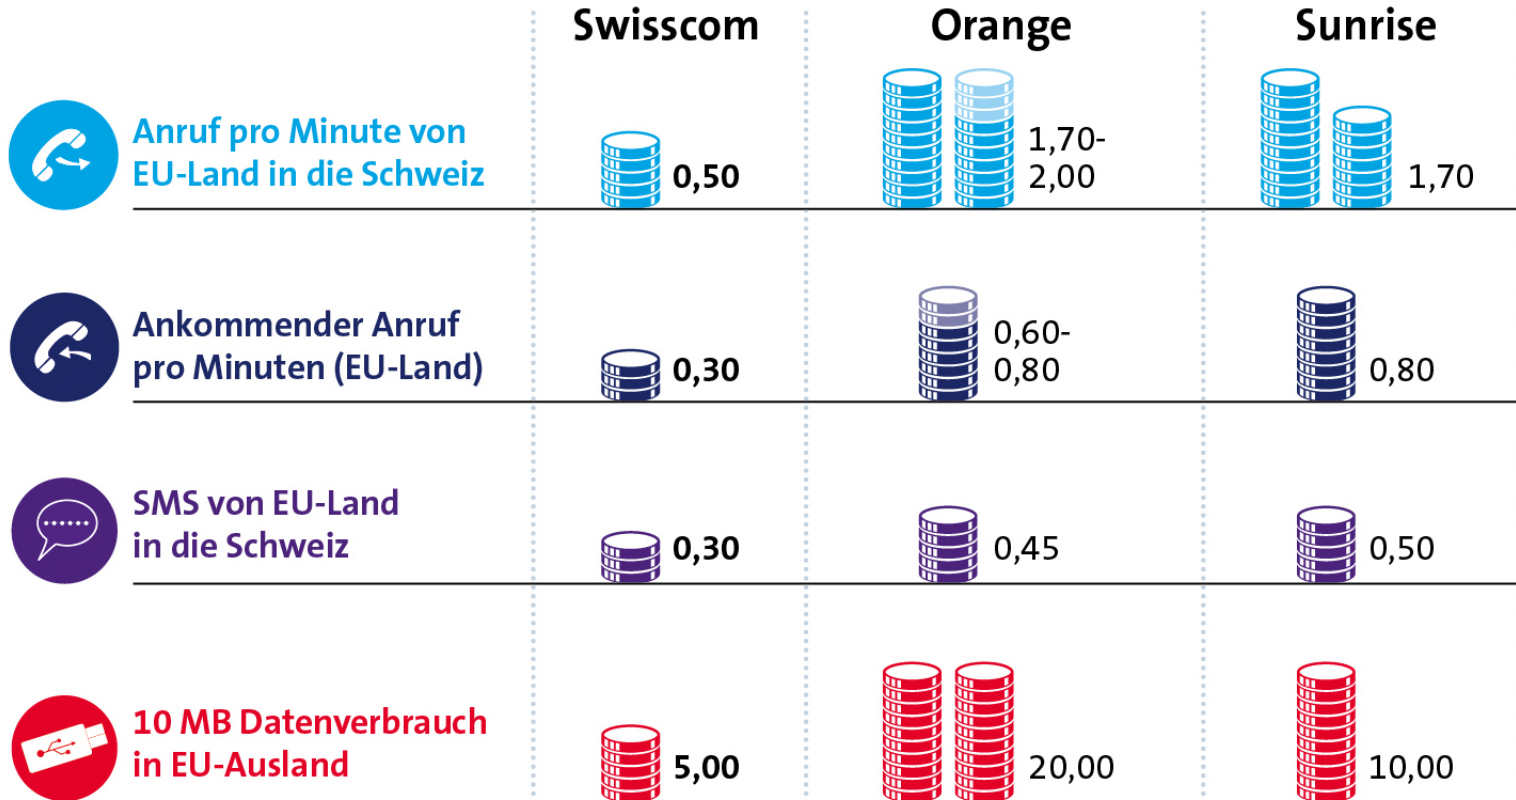 Swisscom Orange Sunrise
Anruf pro Minute von
EU-Land in die Schweiz
0,50
1,70-
2,00
1,70
Ankommender Anruf
pro Minuten (EU-Land)
0,30
0,60-
0,80
0,80
SMS von EU-Land
in die Schweiz
0,30
0,45
0,50
10 MB Datenverbrauch
in EU-Ausland
5,00
20,00
10,00